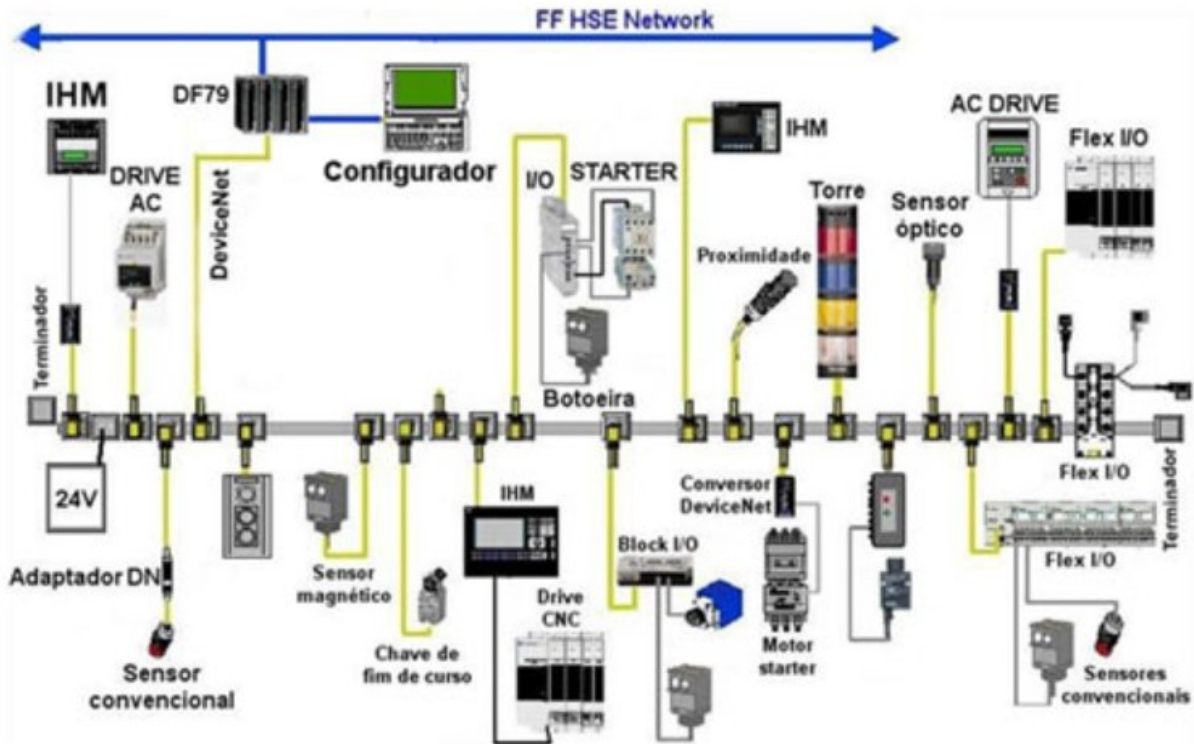 FF HSE Network
IHM
DF79
Configurador
DRIVE
AC
DeviceNet
I/O
STARTER
IHM
AC DRIVE
Flex I/O
Torre
Sensor
óptico
Proximidade
Terminador
Botoeira
24V
Adaptador DN
Sensor
convencional
Sensor
magnético
Chave de
fim de curso
IHM
Drive
CNC
Block I/O
Conversor
DeviceNet
Motor
starter
Flex I/O
Flex I/O
Terminador
Sensores
convencionais